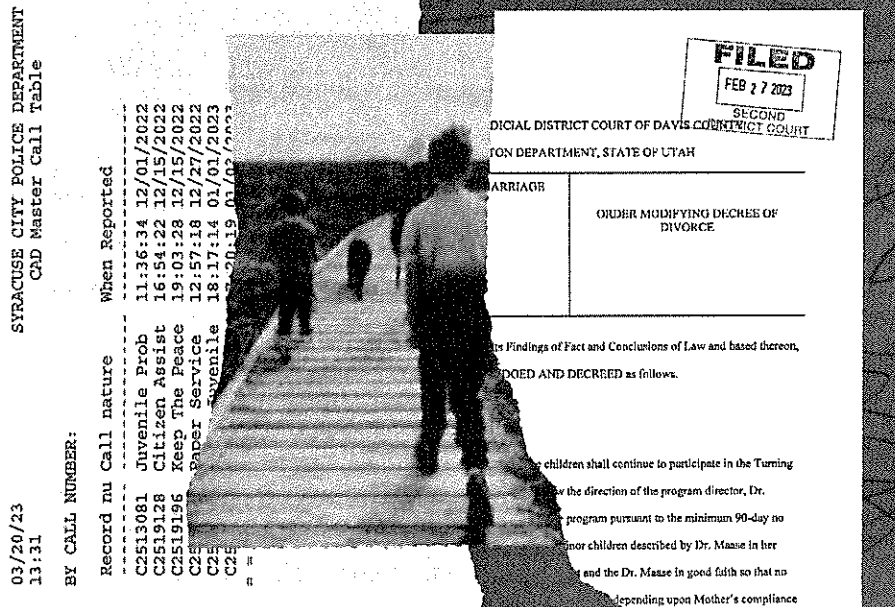 SYRACUSE CITY POLICE DEPARTMENT
CAD Master Call Table
03/20/23
13:31
BY CALL NUMBER:
Record nu Call nature When Reported
C2513081 Juvenile Prob 11:36:34 12/01/2022
C2519128 Citizen Assist 16:54:22 12/15/2022
C2519196 Keep The Peace 19:03:28 12/15/2022
Paper Service 12:57:18 12/27/2022
Juvenile 18:17:14 01/01/2023
FILED
FEB 27 2023
SECOND
DISTRICT COURT
DICIAL DISTRICT COURT OF DAVIS COUNTY
TON DEPARTMENT, STATE OF UTAH
ARRIAGE
ORDER MODIFYING DECREE OF
DIVORCE
its Findings of Fact and Conclusions of Law and based thereon,
DGED AND DECREED as follows.
children shall continue to participate in the Turning
w the direction of the program director, Dr.
program pursuant to the minimum 90-day no
inor children described by Dr. Maase in her
and the Dr. Maase in good faith so that no
depending upon Mother's compliance